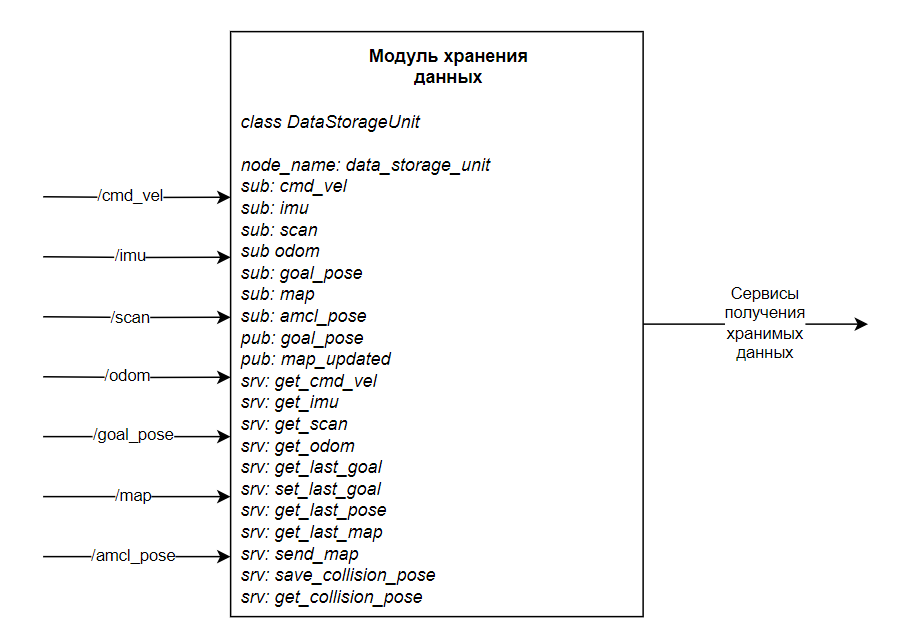 Модуль хранения
данных
class DataStorageUnit
node_name: data_storage_unit
sub: cmd_vel
sub: imu
sub: scan
sub odom
sub: goal_pose
sub: map
sub: amcl_pose
pub: goal_pose
pub: map_updated
srv: get_cmd_vel
srv: get_imu
srv: get_scan
srv: get_odom
srv: get_last_goal
srv: set_last_goal
srv: get_last_pose
srv: get_last_map
srv: send_map
srv: save_collision_pose
srv: get_collision_pose
/cmd_vel
/imu
/scan
/odom
/goal_pose
/map
/amcl_pose
Сервисы
получения
хранимых
данных